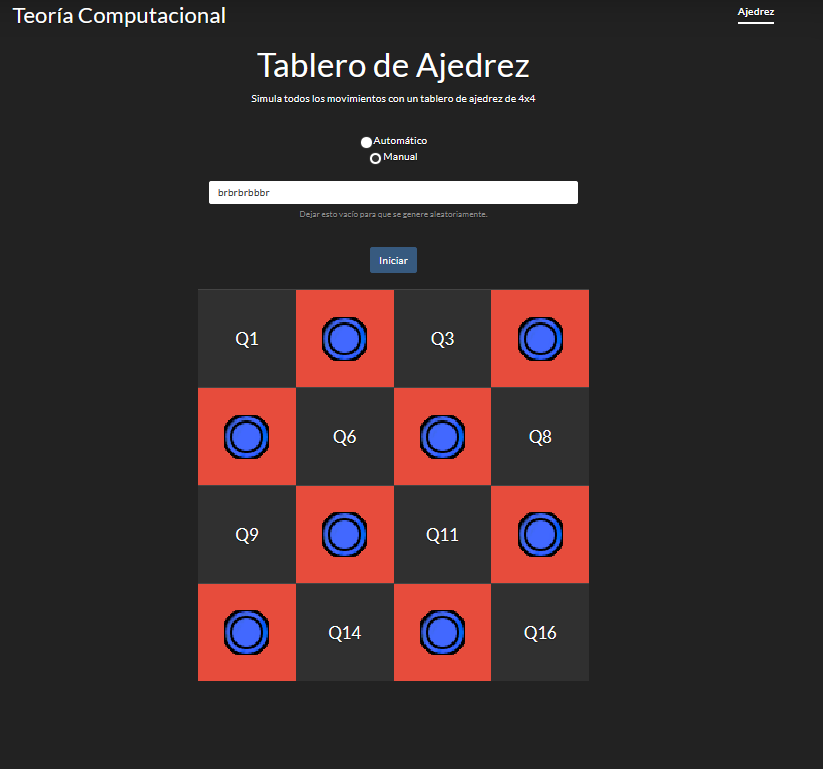 Teoría Computacional
Ajedrez
Tablero de Ajedrez
Simula todos los movimientos con un tablero de ajedrez de 4x4
Automático
Manual
brbrbrbbbr
Dejar esto vacío para que se genere aleatoriamente.
Iniciar
Q1 Q3
Q6 Q8
Q9 Q11
Q14 Q16